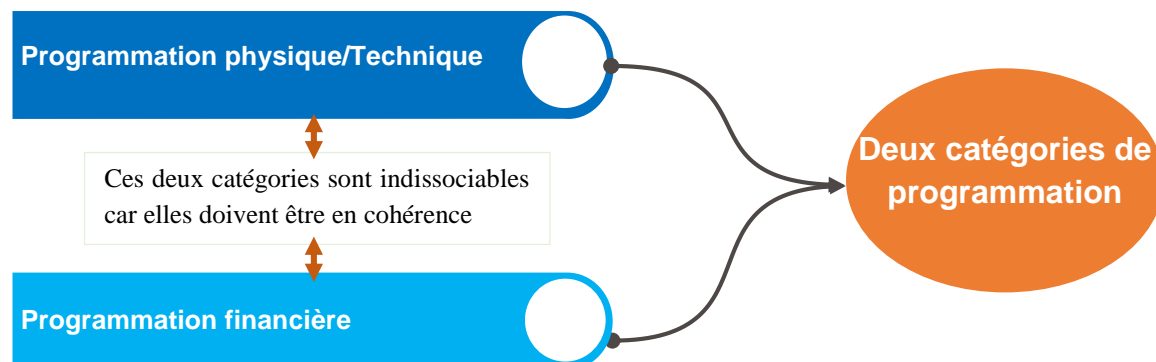 Programmation physique/Technique
Ces deux catégories sont indissociables
car elles doivent être en cohérence
Programmation financière
Deux catégories de
programmation